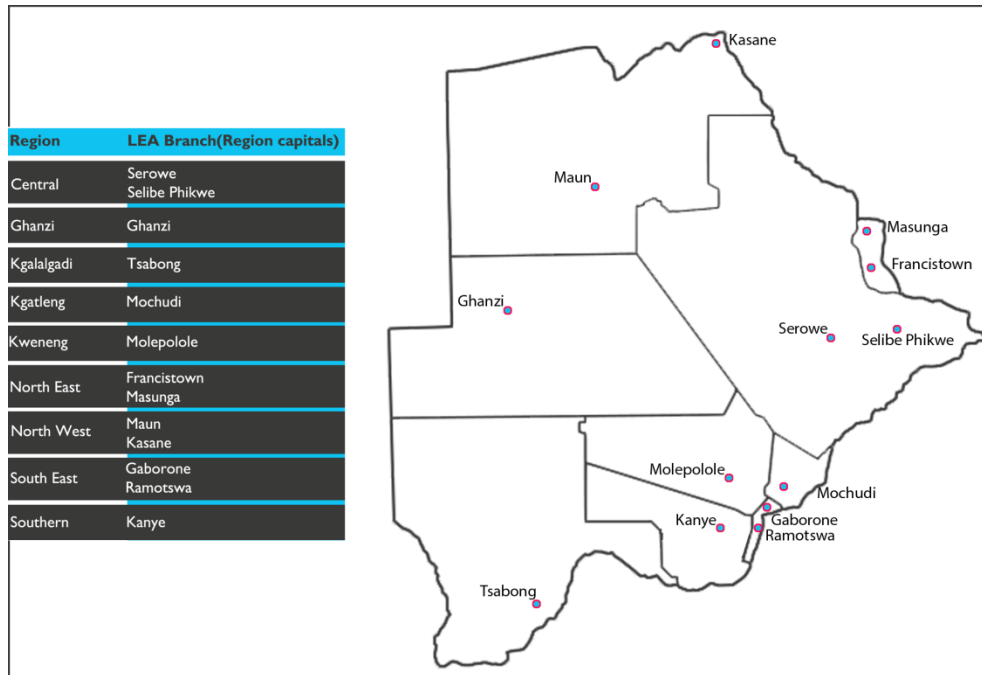 Region LEA Branch(Region capitals)
Central Serowe
Selibe Phikwe
Ghanzi Ghanzi
Kgalalgadi Tsabong
Kgatleng Mochudi
Kweneng Molepolole
North East Francistown
Masunga
North West Maun
Kasane
South East Gaborone
Ramotswa
Southern Kanye
Kasane
Maun
Masunga
Francistown
Ghanzi
Serowe
Selibe Phikwe
Molepolole
Mochudi
Kanye
Gaborone
Ramotswa
Tsabong